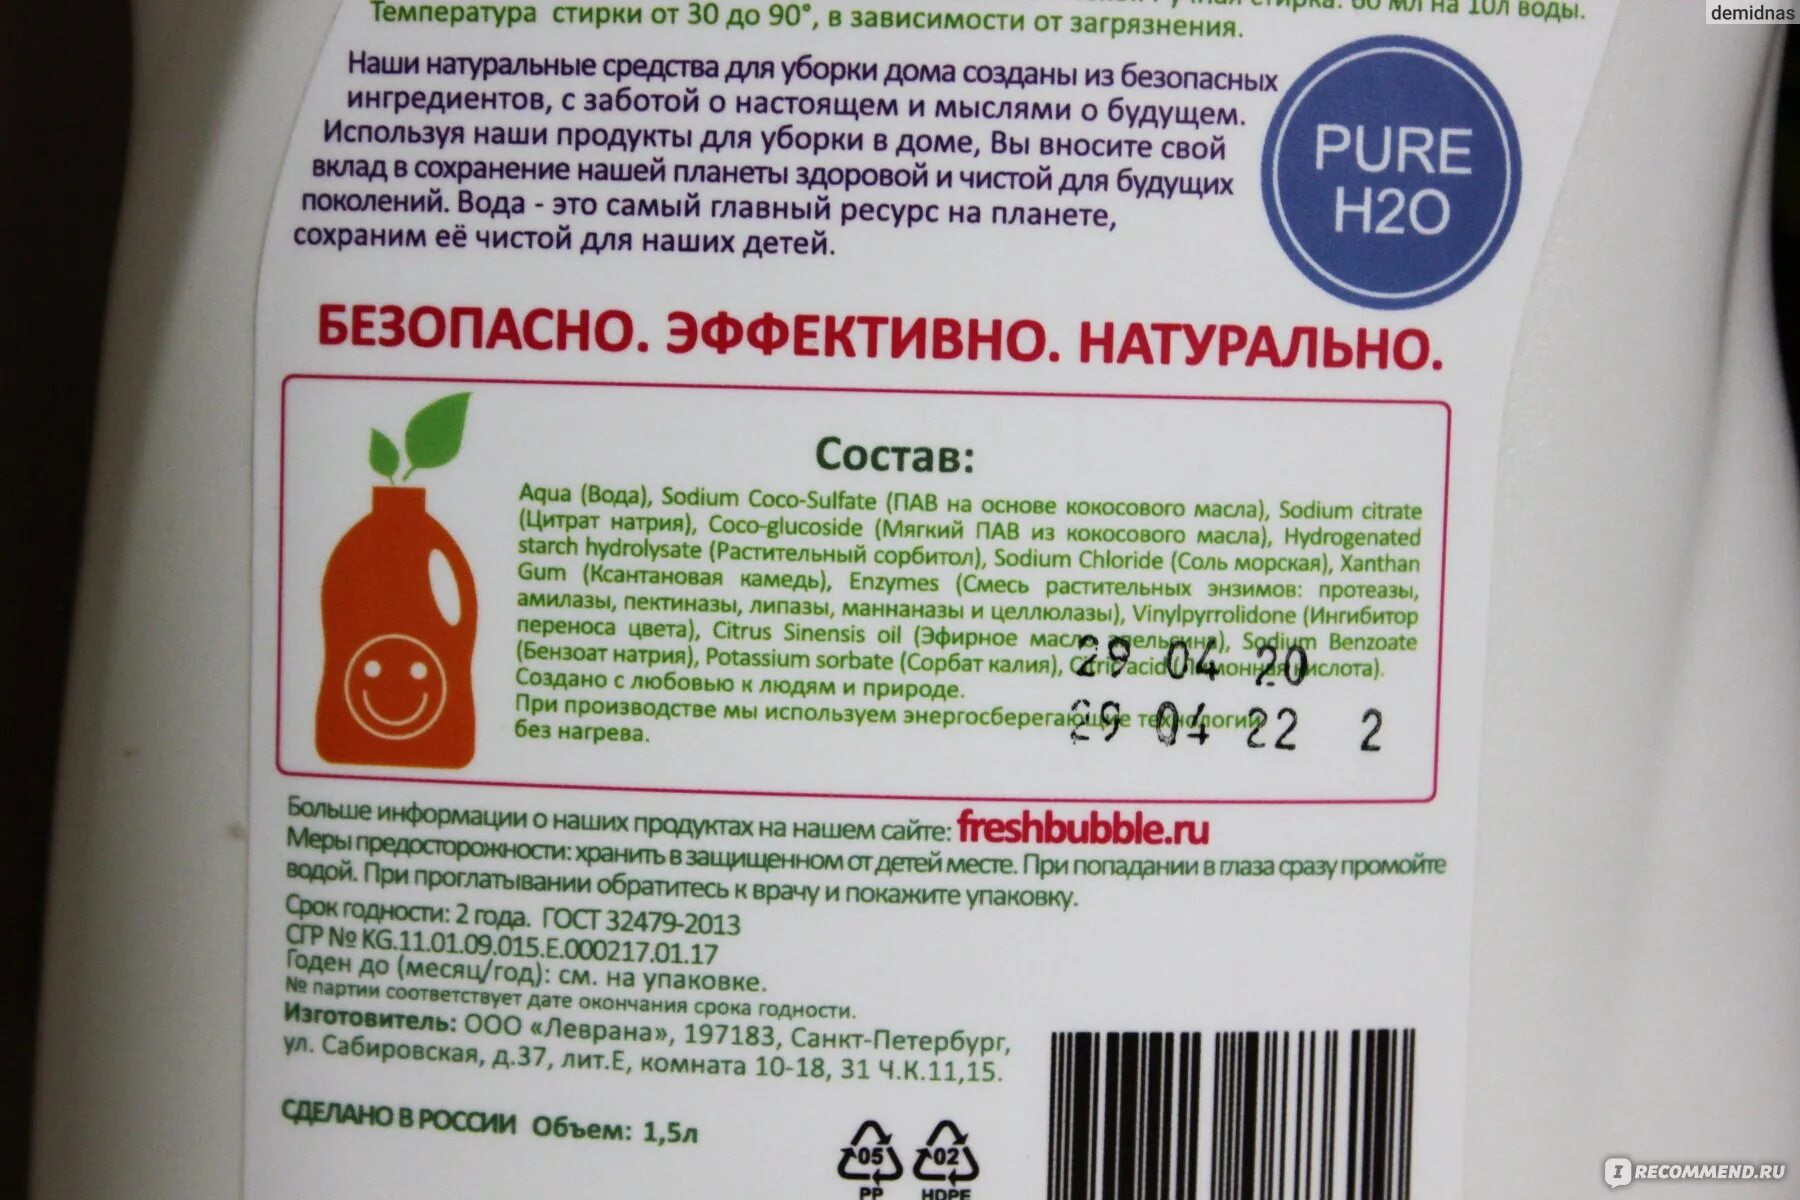 demidnas
ручная стирка: 60 мл на 10л воды.
Температура стирки от 30 до 90°, в зависимости от загрязнения.
Наши натуральные средства для уборки дома созданы из безопасных
ингредиентов, с заботой о настоящем и мыслями о будущем.
Используя наши продукты для уборки в доме, Вы вносите свой
вклад в сохранение нашей планеты здоровой и чистой для будущих
поколений. Вода - это самый главный ресурс на планете,
сохраним её чистой для наших детей.
PURE
H2O
БЕЗОПАСНО. ЭФФЕКТИВНО. НАТУРАЛЬНО.
Состав:
Aqua (Вода), Sodium Coco-Sulfate (ПАВ на основе кокосового масла), Sodium citrate
(Цитрат натрия), Coco-glucoside (Мягкий ПАВ из кокосового масла), Hydrogenated
starch hydrolysate (Растительный сорбитол), Sodium Chloride (Соль морская), Xanthan
Gum (Ксантановая камедь), Enzymes (Смесь растительных энзимов: протеазы,
амилазы, пектиназы, липазы, маннаназы и целлюлазы), Vinylpyrrolidone (Ингибитор
переноса цвета), Citrus Sinensis oil (Эфирное масло апельсина), Sodium Benzoate
(Бензоат натрия), Potassium sorbate (Сорбат калия), Citric acid (Лимонная кислота).
Создано с любовью к людям и природе.
При производстве мы используем энергосберегающие технологии
без нагрева.
29 04 20
29 04 22 2
Больше информации о наших продуктах на нашем сайте: freshbubble.ru
Меры предосторожности: хранить в защищенном от детей месте. При попадании в глаза сразу промойте
водой. При проглатывании обратитесь к врачу и покажите упаковку.
Срок годности: 2 года. ГОСТ 32479-2013
СГР № KG.11.01.09.015.E.000217.01.17
Годен до (месяц/год): см. на упаковке.
№ партии соответствует дате окончания срока годности.
Изготовитель: ООО «Леврана», 197183, Санкт-Петербург,
ул. Сабировская, д.37, лит.Е, комната 10-18, 31 Ч.К.11,15.
СДЕЛАНО В РОССИИ Объем: 1,5л
05 02
PP HDPE
IRECOMMEND.RU